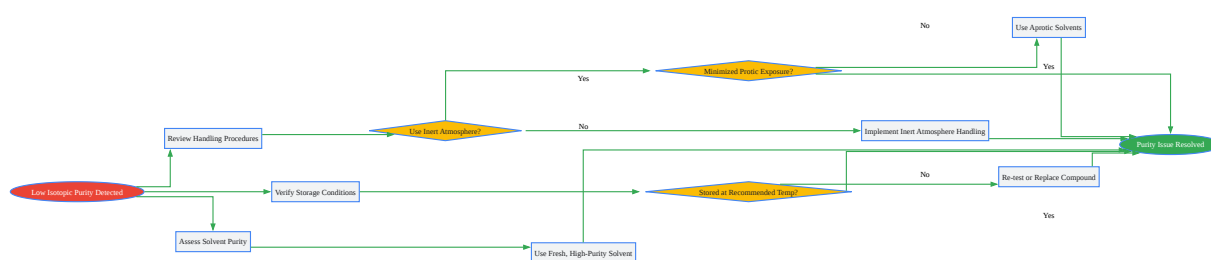 No
Use Aprotic Solvents
Minimized Protic Exposure?
Yes
Yes
Review Handling Procedures
Use Inert Atmosphere?
No
Implement Inert Atmosphere Handling
Purity Issue Resolved
Low Isotopic Purity Detected
Verify Storage Conditions
Stored at Recommended Temp?
No
Re-test or Replace Compound
Yes
Assess Solvent Purity
Use Fresh, High-Purity Solvent